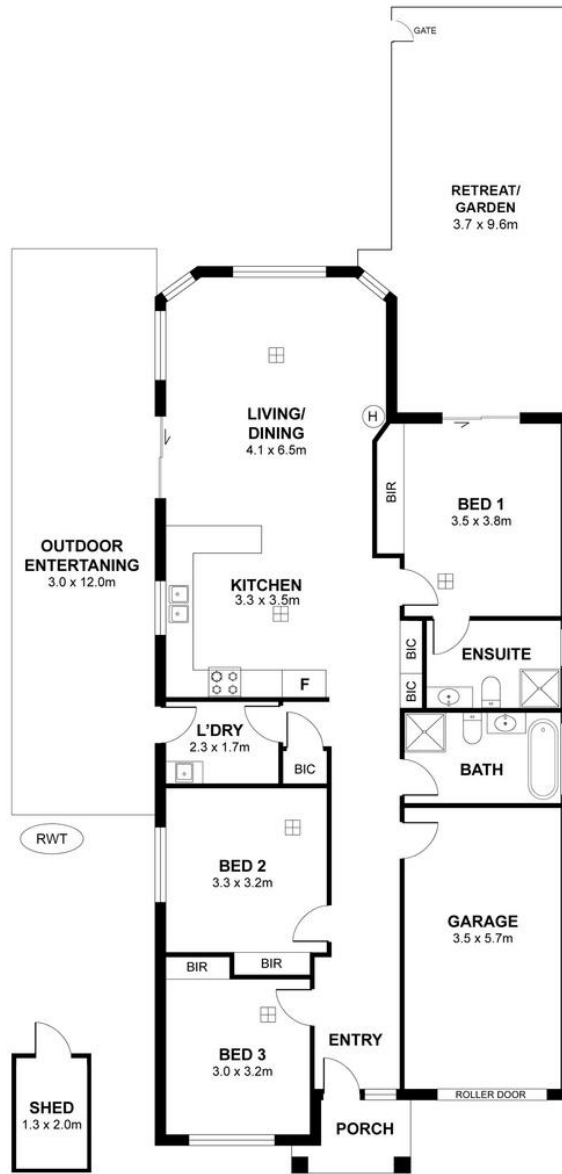 GATE
RETREAT/
GARDEN
3.7 x 9.6m
LIVING/
DINING
4.1 x 6.5m
H
BIR
BED 1
3.5 x 3.8m
OUTDOOR
ENTERTANING
3.0 x 12.0m
KITCHEN
3.3 x 3.5m
F
BIC
BIC
ENSUITE
L'DRY
2.3 x 1.7m
BIC
BATH
RWT
BED 2
3.3 x 3.2m
GARAGE
3.5 x 5.7m
BIR
BIR
BED 3
3.0 x 3.2m
ENTRY
ROLLER DOOR
SHED
1.3 x 2.0m
PORCH